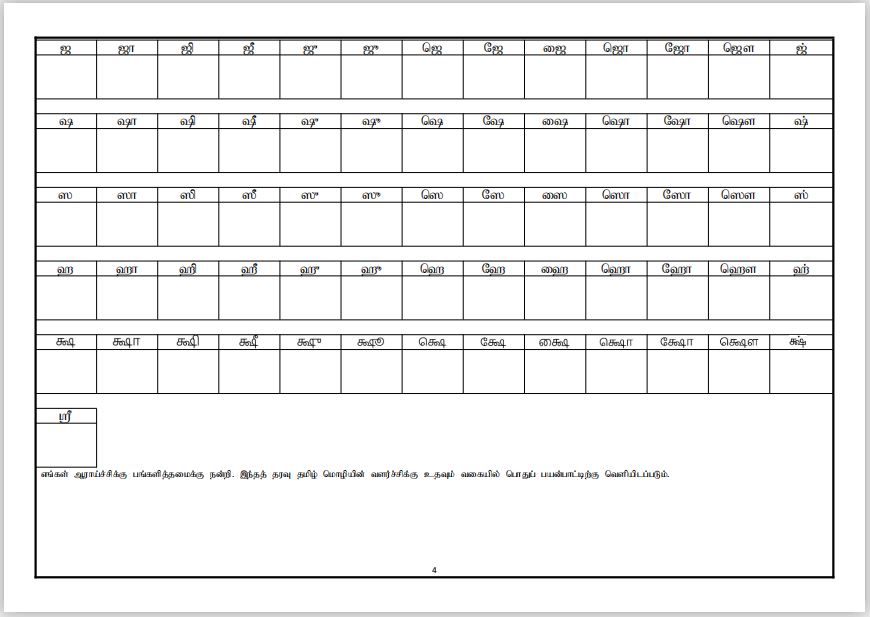 ஜ ஜா ஜி ஜீ ஜு ஜூ ஜெ ஜே ஜை ஜொ ஜோ ஜௌ ஜ்
ஷ ஷா ஷி ஷீ ஷு ஷூ ஷெ ஷே ஷை ஷொ ஷோ ஷௌ ஷ்
ஸ ஸா ஸி ஸீ ஸு ஸூ ஸெ ஸே ஸை ஸொ ஸோ ஸௌ ஸ்
ஹ ஹா ஹி ஹீ ஹு ஹூ ஹெ ஹே ஹை ஹொ ஹோ ஹௌ ஹ்
க்ஷ க்ஷா க்ஷி க்ஷீ க்ஷு க்ஷூ க்ஷெ க்ஷே க்ஷை க்ஷொ க்ஷோ க்ஷௌ க்ஷ்
ஸ்ரீ
எங்கள் ஆராய்ச்சிக்கு பங்களித்தமைக்கு நன்றி. இந்தத் தரவு தமிழ் மொழியின் வளர்ச்சிக்கு உதவும் வகையில் பொதுப் பயன்பாட்டிற்கு வெளியிடப்படும்.
4